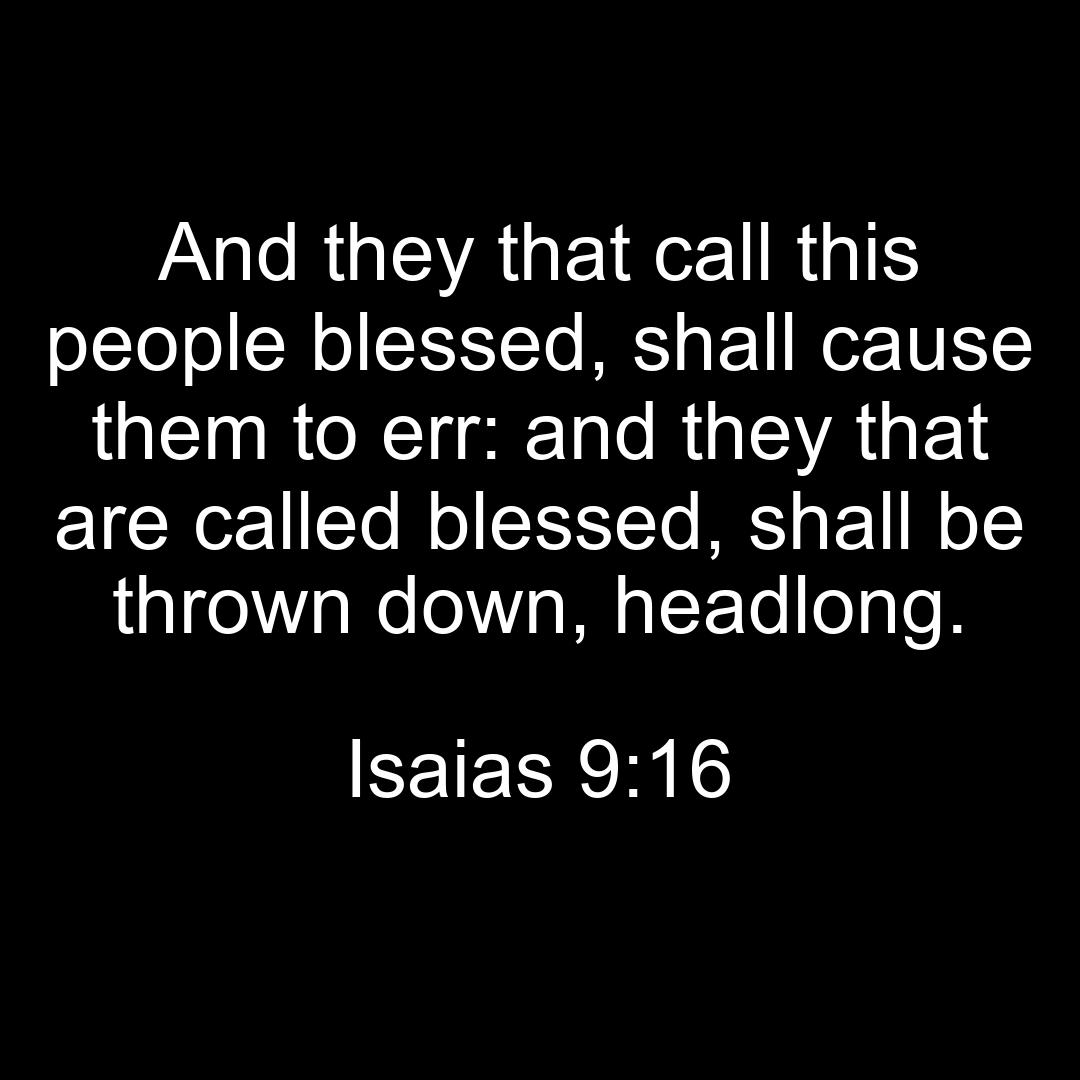 And they that call this
people blessed, shall cause
them to err: and they that
are called blessed, shall be
thrown down, headlong.
Isaias 9:16